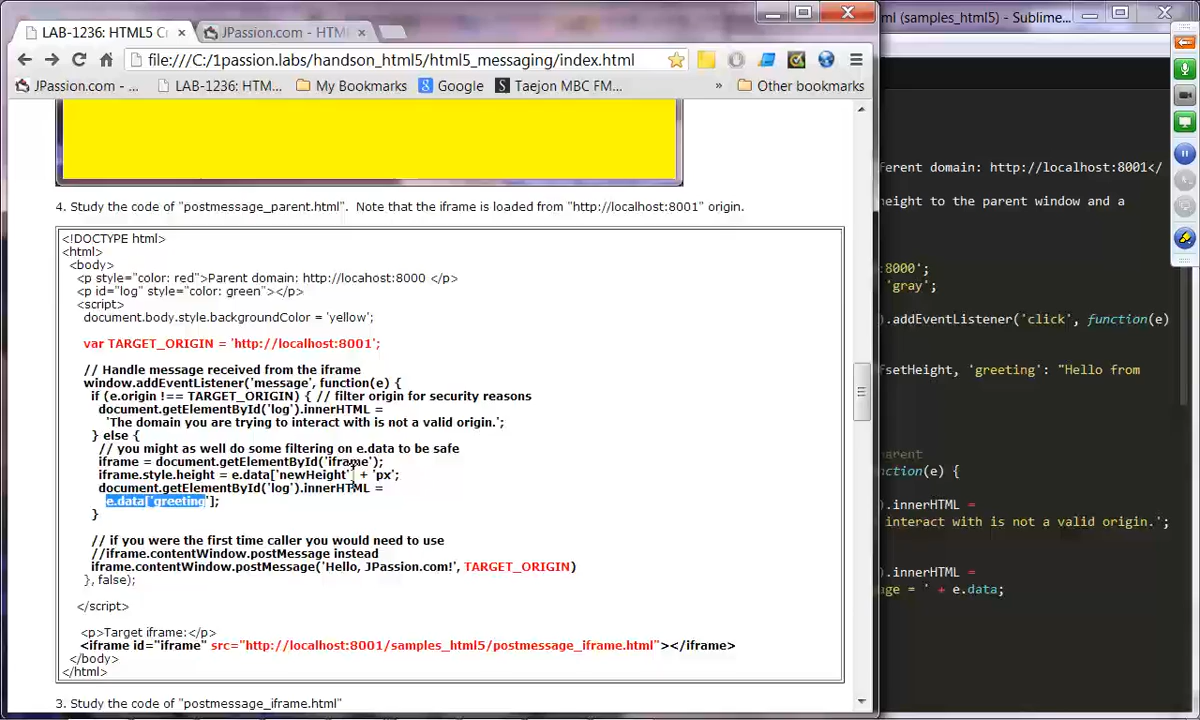 LAB-1236: HTML5 C
JPassion.com - HTM
ml (samples_html5) - Sublime...
file:///C:/1passion.labs/handson_html5/html5_messaging/index.html
JPassion.com - ...
LAB-1236: HTM...
My Bookmarks
Google
Taejon MBC FM...
»
Other bookmarks
4. Study the code of "postmessage_parent.html".  Note that the iframe is loaded from "http://localhost:8001" origin.
<!DOCTYPE html>
<html>
<body>
<p style="color: red">Parent domain: http://locahost:8000 </p>
<p id="log" style="color: green"></p>
<script>
document.body.style.backgroundColor = 'yellow';
var TARGET_ORIGIN = 'http://localhost:8001';
// Handle message received from the iframe
window.addEventListener('message', function(e) {
if (e.origin !== TARGET_ORIGIN) { // filter origin for security reasons
document.getElementById('log').innerHTML =
'The domain you are trying to interact with is not a valid origin.';
} else {
// you might as well do some filtering on e.data to be safe
iframe = document.getElementById('iframe');
iframe.style.height = e.data['newHeight'] + 'px';
document.getElementById('log').innerHTML =
e.data['greeting'];
}
// if you were the first time caller you would need to use
//iframe.contentWindow.postMessage instead
iframe.contentWindow.postMessage('Hello, JPassion.com!', TARGET_ORIGIN)
}, false);
</script>
<p>Target iframe:</p>
<iframe id="iframe" src="http://localhost:8001/samples_html5/postmessage_iframe.html"></iframe>
</body>
</html>
3. Study the code of "postmessage_iframe.html"
ferent domain: http://localhost:8001</
height to the parent window and a
:8000';
'gray';
).addEventListener('click', function(e)
fsetHeight, 'greeting': "Hello from
parent
ction(e) {
).innerHTML =
interact with is not a valid origin.';
).innerHTML =
age = ' + e.data;